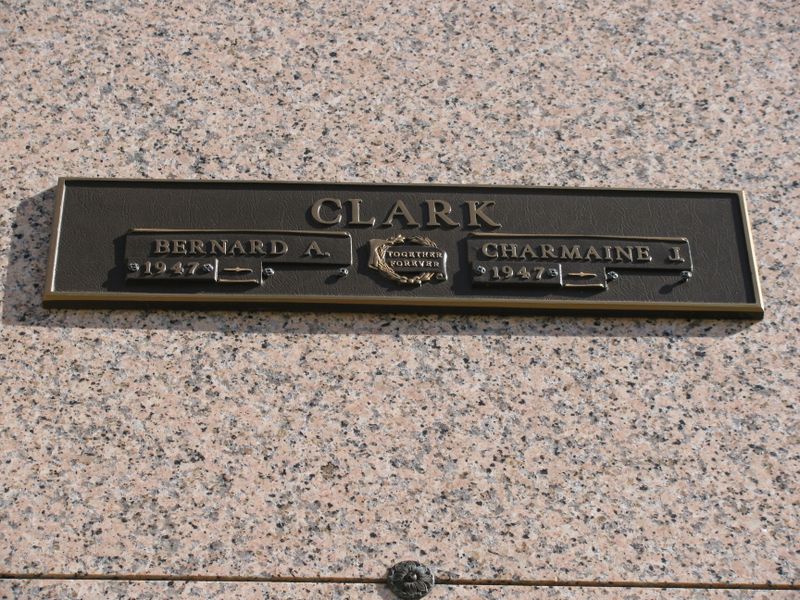 CLARK
BERNARD A.
1947
TOGETHER
FOREVER
CHARMAINE J.
1947